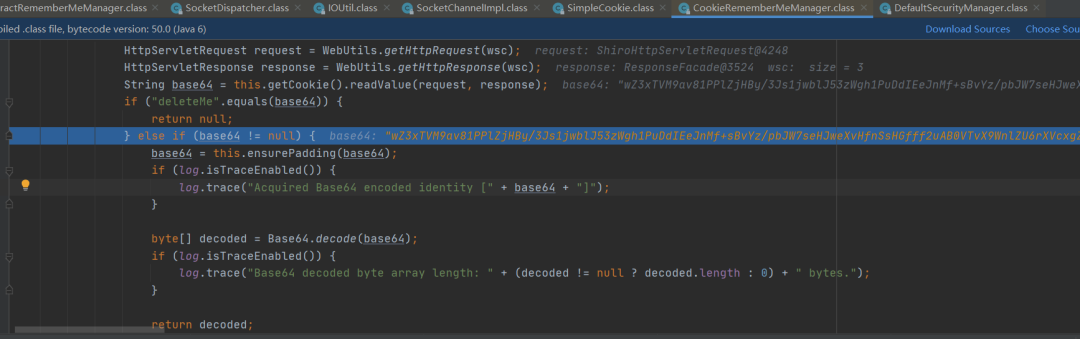 ractRememberMeManager.class SocketDispatcher.class IOUtil.class SocketChannelImpl.class SimpleCookie.class CookieRememberMeManager.class DefaultSecurityManager.class
piled .class file, bytecode version: 50.0 (Java 6) Download Sources Choose Sou
HttpServletRequest request = WebUtils.getHttpRequest(wsc); request: ShiroHttpServletRequest@4248
HttpServletResponse response = WebUtils.getHttpResponse(wsc); response: ResponseFacade@3524 wsc: size = 3
String base64 = this.getCookie().readValue(request, response); base64: "wZ3xTVM9av81PPlZjHBy/3Js1jwblJ53zWgh1PuDdIEeJnMf+sBvYz/pbJW7seHJweX
if ("deleteMe".equals(base64)) {
return null;
} else if (base64 != null) { base64: "wZ3xTVM9av81PPlZjHBy/3Js1jwblJ53zWgh1PuDdIEeJnMf+sBvYz/pbJW7seHJweXvHfnSsHGfff2vAB0VTvX9WnlZU6rXVcxg
base64 = this.ensurePadding(base64);
if (log.isTraceEnabled()) {
log.trace("Acquired Base64 encoded identity [" + base64 + "]");
}
byte[] decoded = Base64.decode(base64);
if (log.isTraceEnabled()) {
log.trace("Base64 decoded byte array length: " + (decoded != null ? decoded.length : 0) + " bytes.");
}
return decoded;